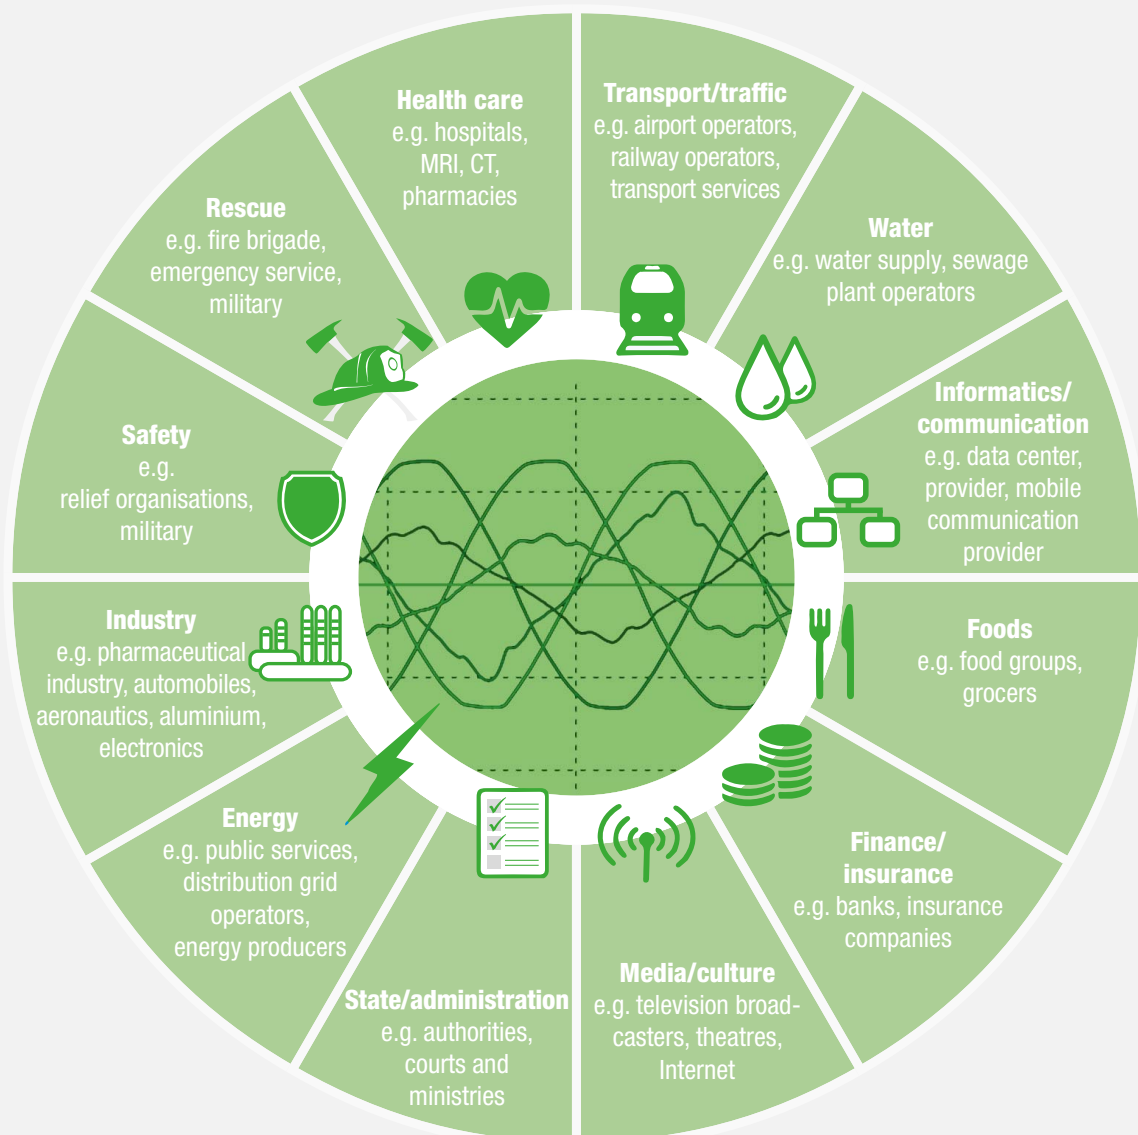 Health care
e.g. hospitals,
MRI, CT,
pharmacies
Transport/traffic
e.g. airport operators,
railway operators,
transport services
Water
e.g. water supply, sewage
plant operators
Informatics/
communication
e.g. data center,
provider, mobile
communication
provider
Foods
e.g. food groups,
grocers
Finance/
insurance
e.g. banks, insurance
companies
Media/culture
e.g. television broad-
casters, theatres,
Internet
State/administration
e.g. authorities,
courts and
ministries
Energy
e.g. public services,
distribution grid
operators,
energy producers
Industry
e.g. pharmaceutical
industry, automobiles,
aeronautics, aluminium,
electronics
Safety
e.g.
relief organisations,
military
Rescue
e.g. fire brigade,
emergency service,
military